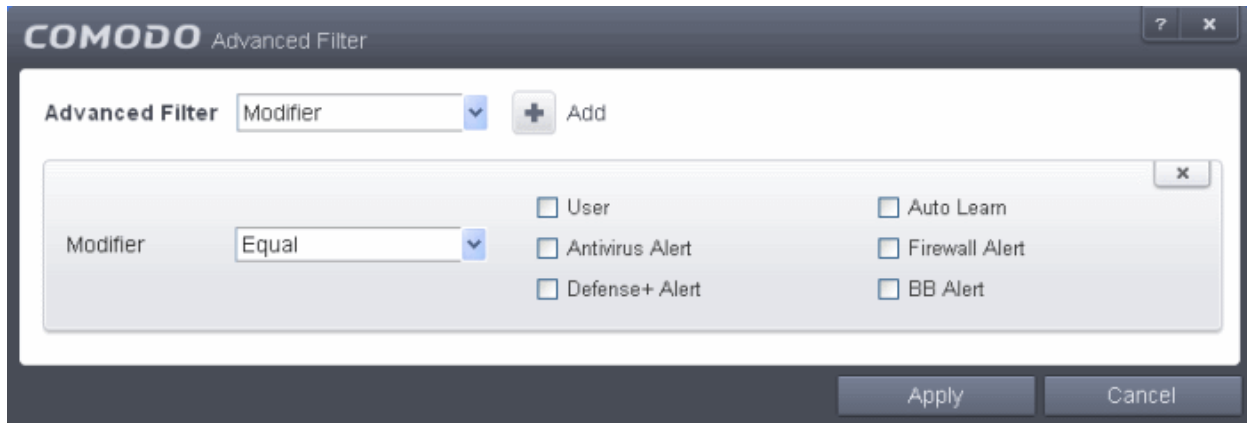 COMODO Advanced Filter
? x
Advanced Filter Modifier + Add
x
User Auto Learn
Modifier Equal Antivirus Alert Firewall Alert
Defense+ Alert BB Alert
Apply Cancel